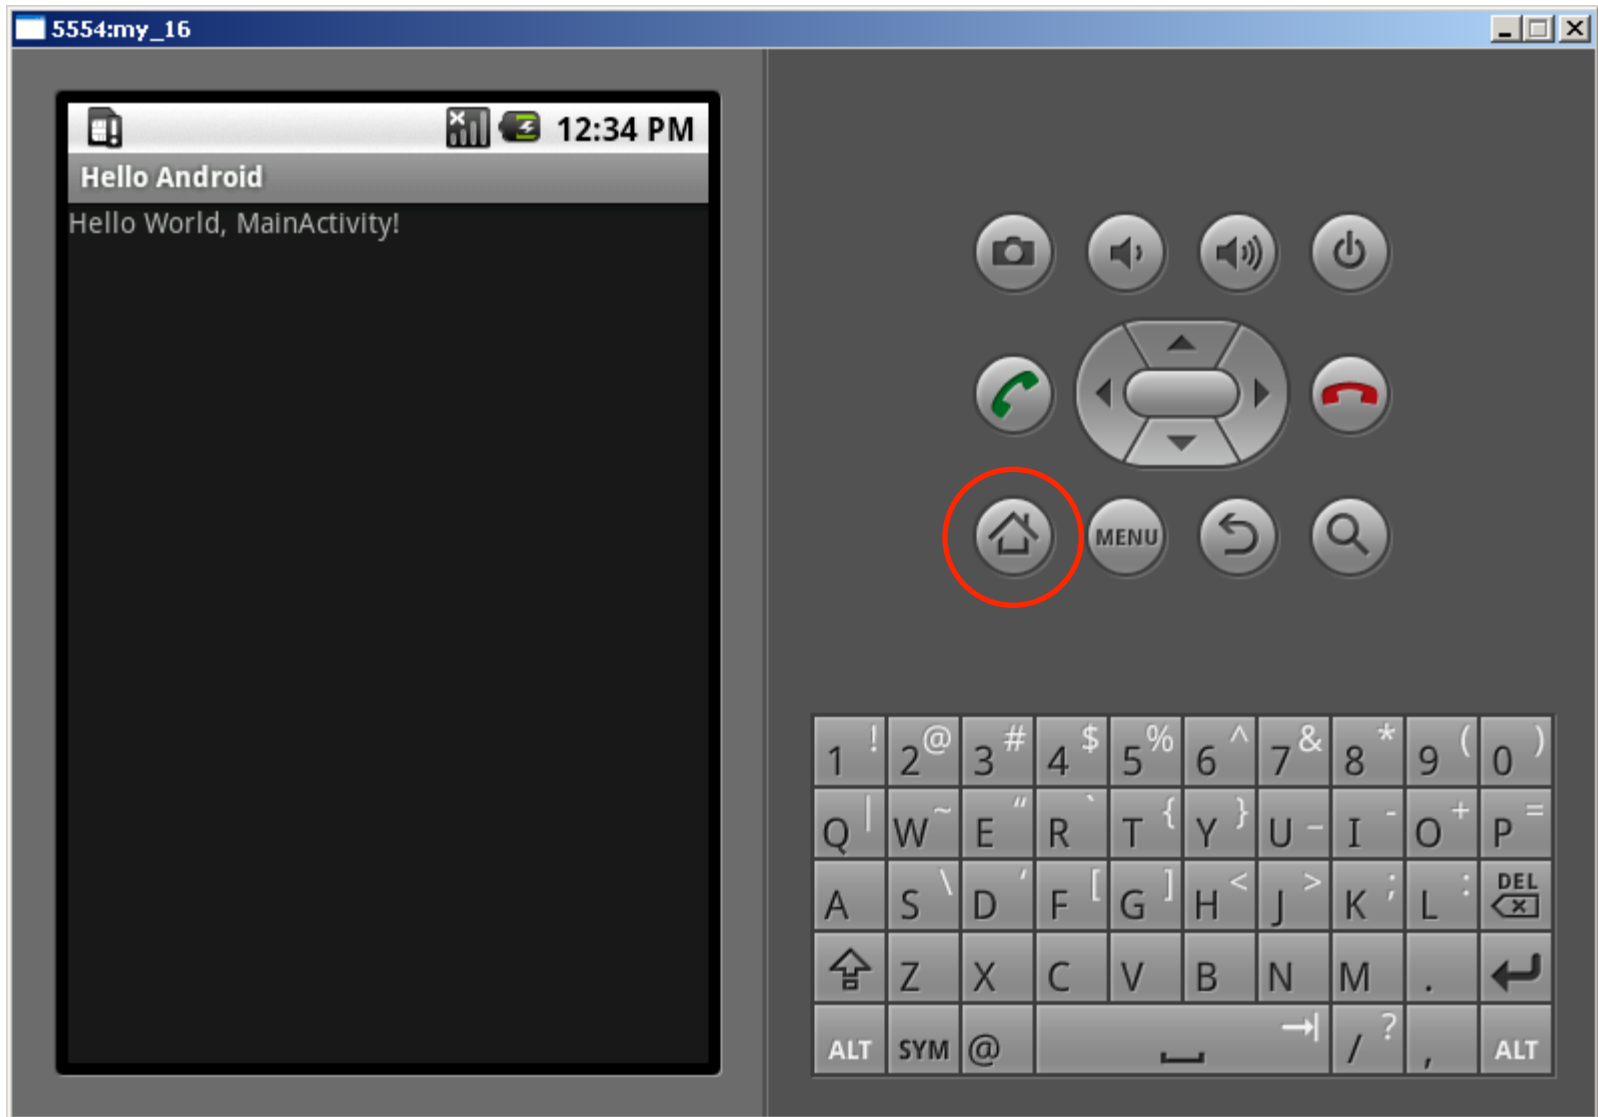 5554:my_16
12:34 PM
Hello Android
Hello World, MainActivity!
MENU
1 ! 2 @ 3 # 4 $ 5 % 6 ^ 7 & 8 * 9 ( 0 )
Q | W ~ E " R ` T { Y } U _ I - O + P =
A S \ D ' F [ G ] H < J > K ; L : DEL
Z X C V B N M .
ALT SYM @ / ? , ALT